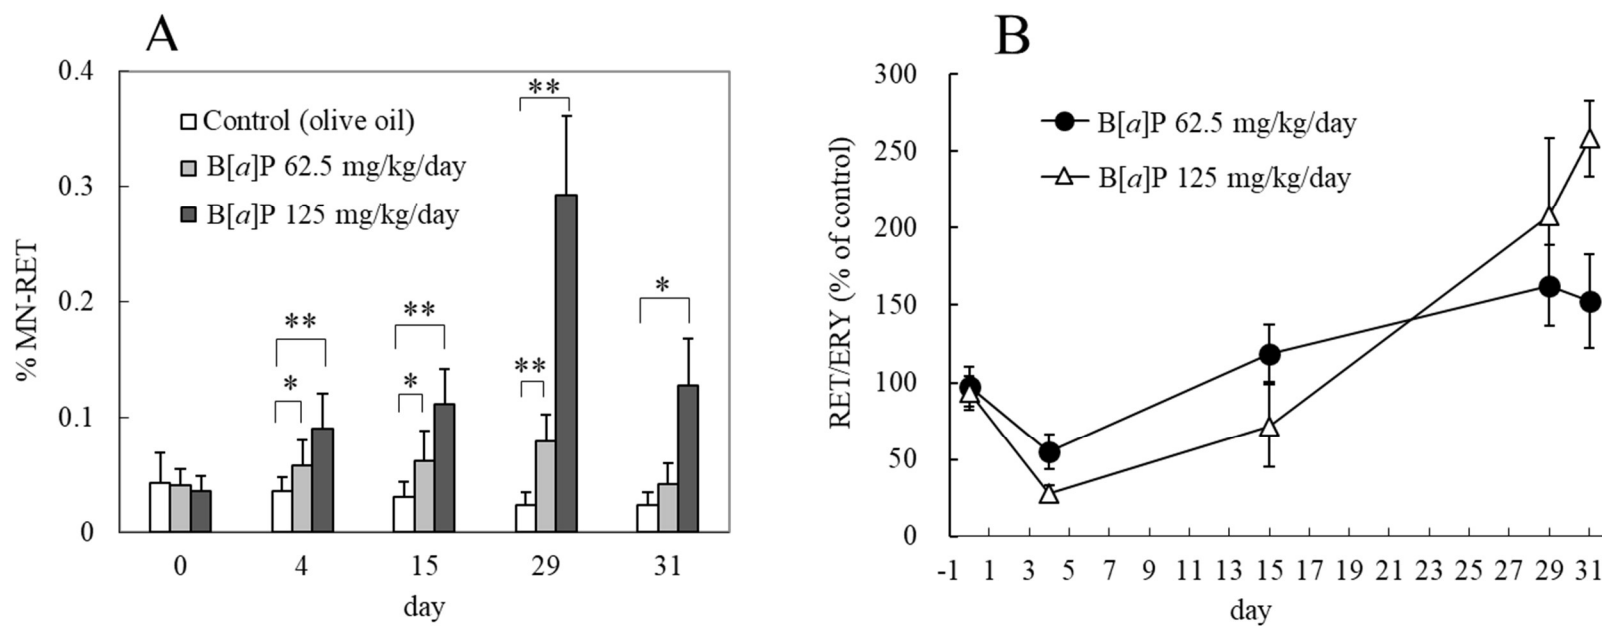 A
% MN-RET
0.4
0.3
0.2
0.1
0
Control (olive oil)
B[a]P 62.5 mg/kg/day
B[a]P 125 mg/kg/day
**
*
**
*
**
**
*
0 4 15 29 31
day
B
RET/ERY (% of control)
300
250
200
150
100
50
0
B[a]P 62.5 mg/kg/day
B[a]P 125 mg/kg/day
-1 1 3 5 7 9 11 13 15 17 19 21 23 25 27 29 31
day